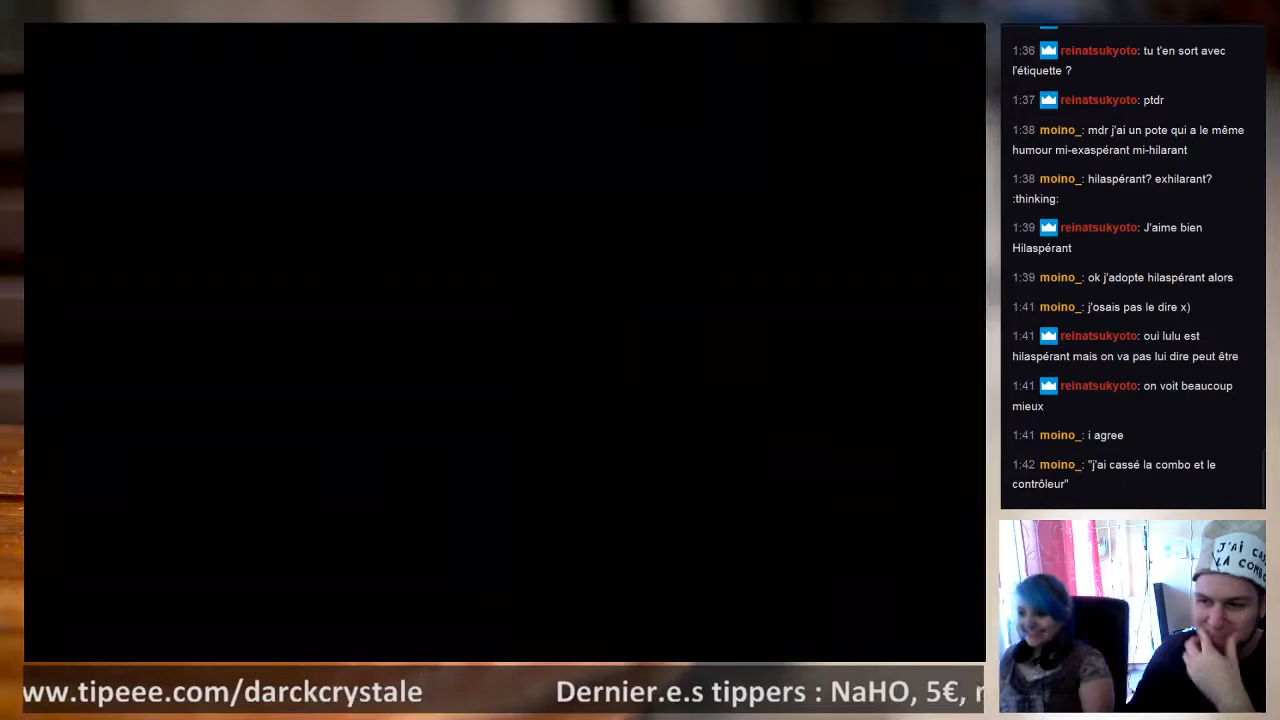 1:36 reinatsukyoto: tu t'en sort avec
l'étiquette ?
1:37 reinatsukyoto: ptdr
1:38 moino_: mdr j'ai un pote qui a le même
humour mi-exaspérant mi-hilarant
1:38 moino_: hilaspérant? exhilarant?
:thinking:
1:39 reinatsukyoto: J'aime bien
Hilaspérant
1:39 moino_: ok j'adopte hilaspérant alors
1:41 moino_: j'osais pas le dire x)
1:41 reinatsukyoto: oui lulu est
hilaspérant mais on va pas lui dire peut être
1:41 reinatsukyoto: on voit beaucoup
mieux
1:41 moino_: i agree
1:42 moino_: "j'ai cassé la combo et le
contrôleur"
J'AI CAS
LA COMBO
www.tipeee.com/darckcrystale Dernier.e.s tippers : NaHO, 5€,